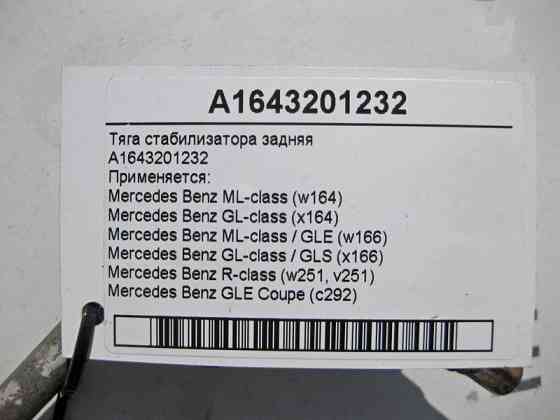 A1643201232
Тяга стабилизатора задняя
A1643201232
Применяется:
Mercedes Benz ML-class (w164)
Mercedes Benz GL-class (x164)
Mercedes Benz ML-class / GLE (w166)
Mercedes Benz GL-class / GLS (x166)
Mercedes Benz R-class (w251, v251)
Mercedes Benz GLE Coupe (c292)